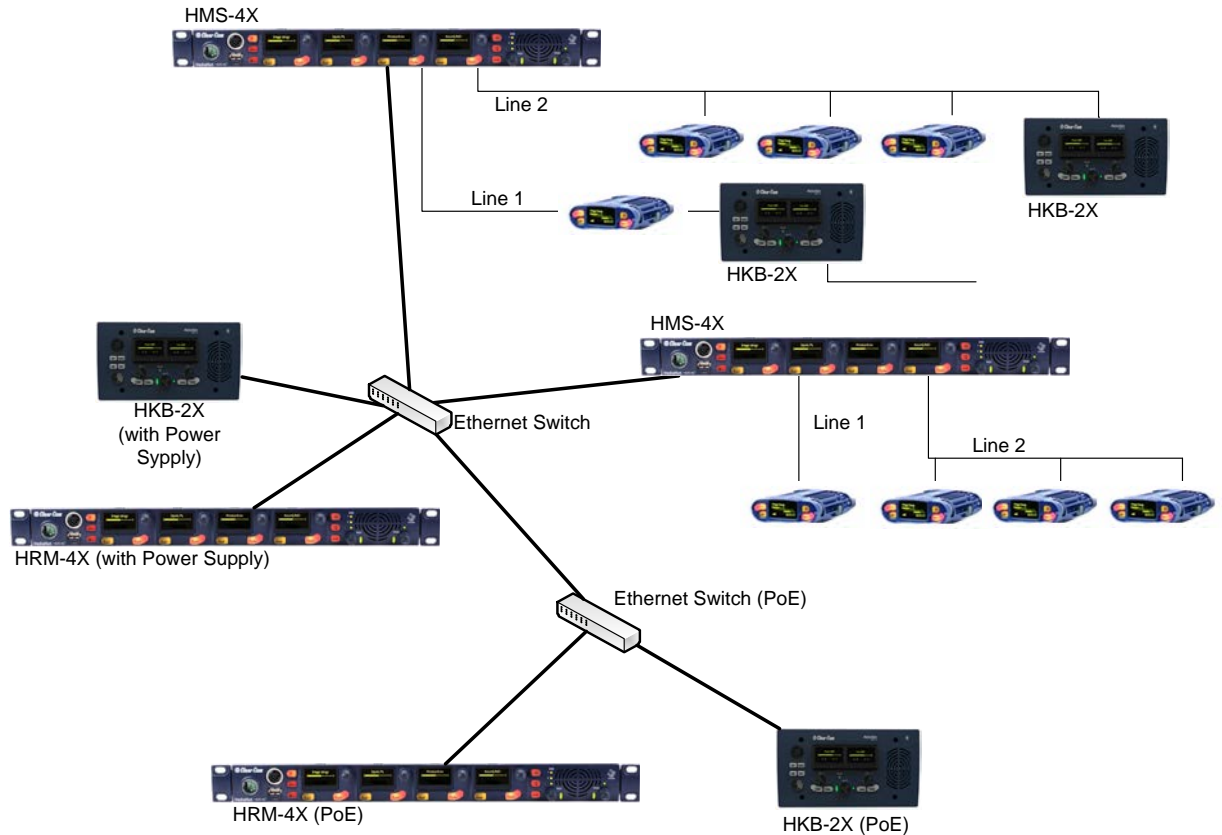 HMS-4X
Line 2
HKB-2X
Line 1
HKB-2X
HMS-4X
HKB-2X
(with Power
Sypply)
Ethernet Switch
Line 1
Line 2
HRM-4X (with Power Supply)
Ethernet Switch (PoE)
HRM-4X (PoE)
HKB-2X (PoE)